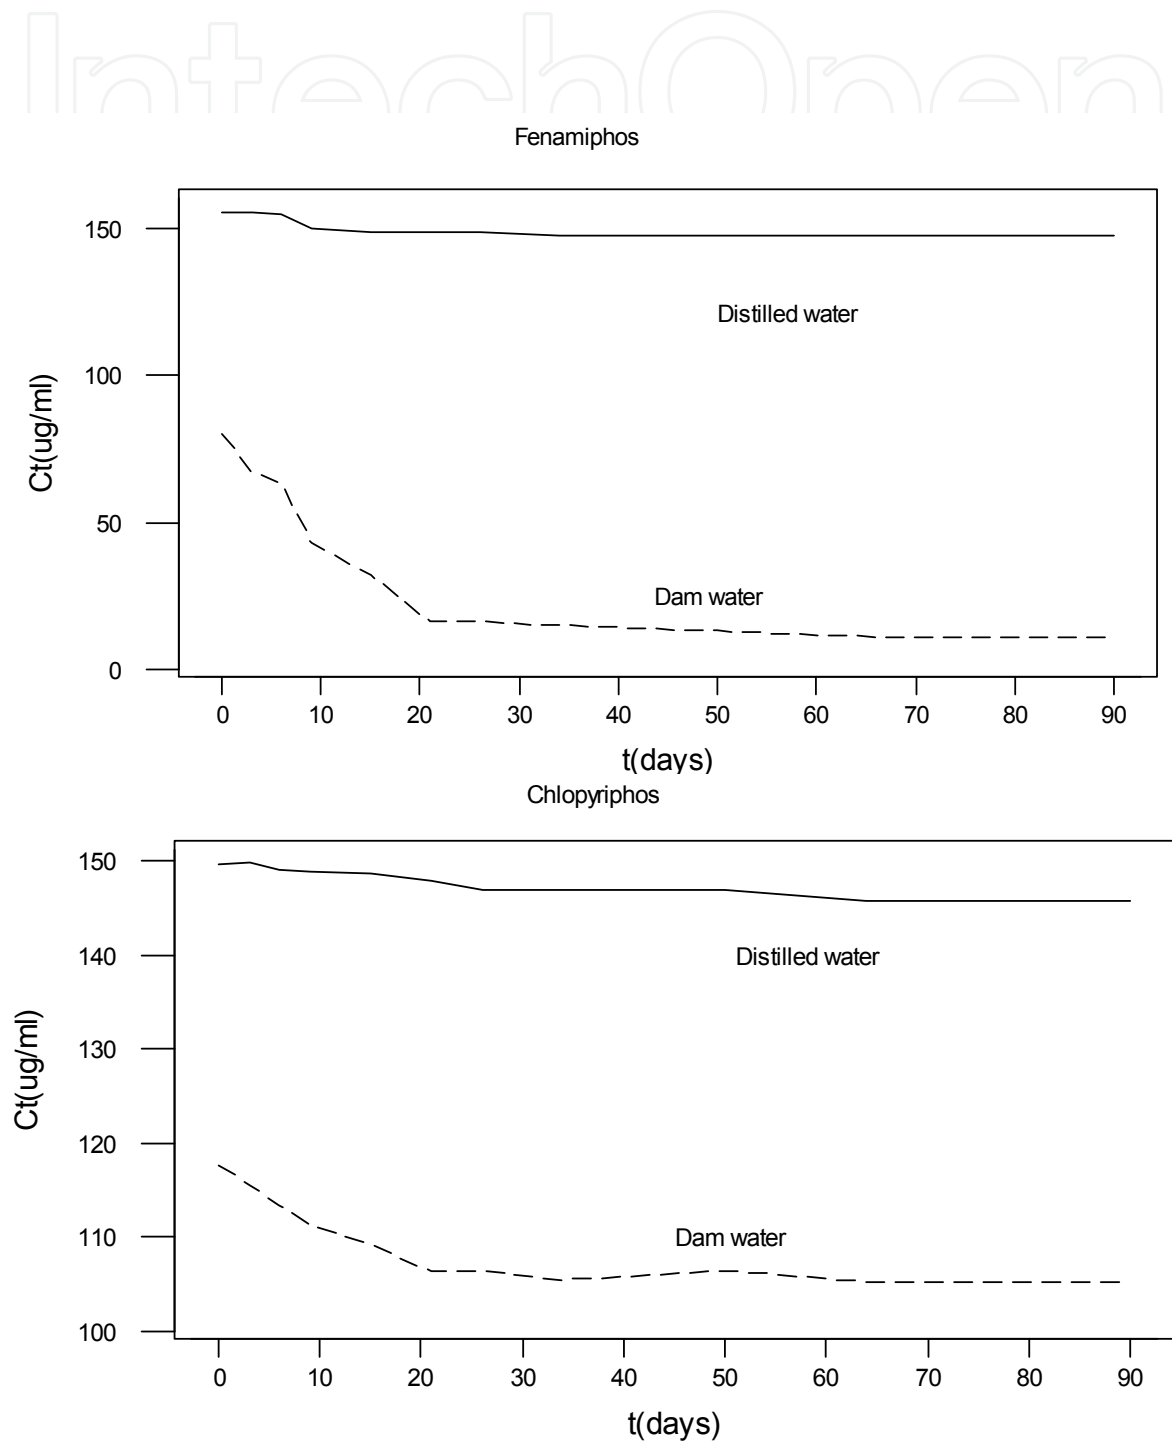 IntechOpen
Fenamiphos
150
100
50
0
Ct(ug/ml)
Distilled water
Dam water
0 10 20 30 40 50 60 70 80 90
t(days)
Chlopyriphos
150
140
130
120
110
100
Ct(ug/ml)
Distilled water
Dam water
0 10 20 30 40 50 60 70 80 90
t(days)